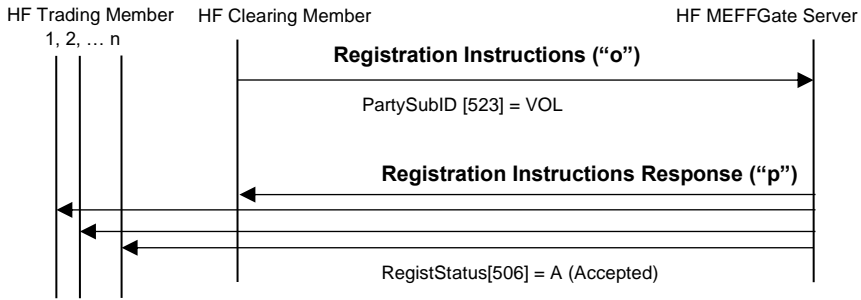 HF Trading Member
1, 2, … n
HF Clearing Member
HF MEFFGate Server
Registration Instructions (“o”)
PartySubID [523] = VOL
Registration Instructions Response (“p”)
RegistStatus[506] = A (Accepted)